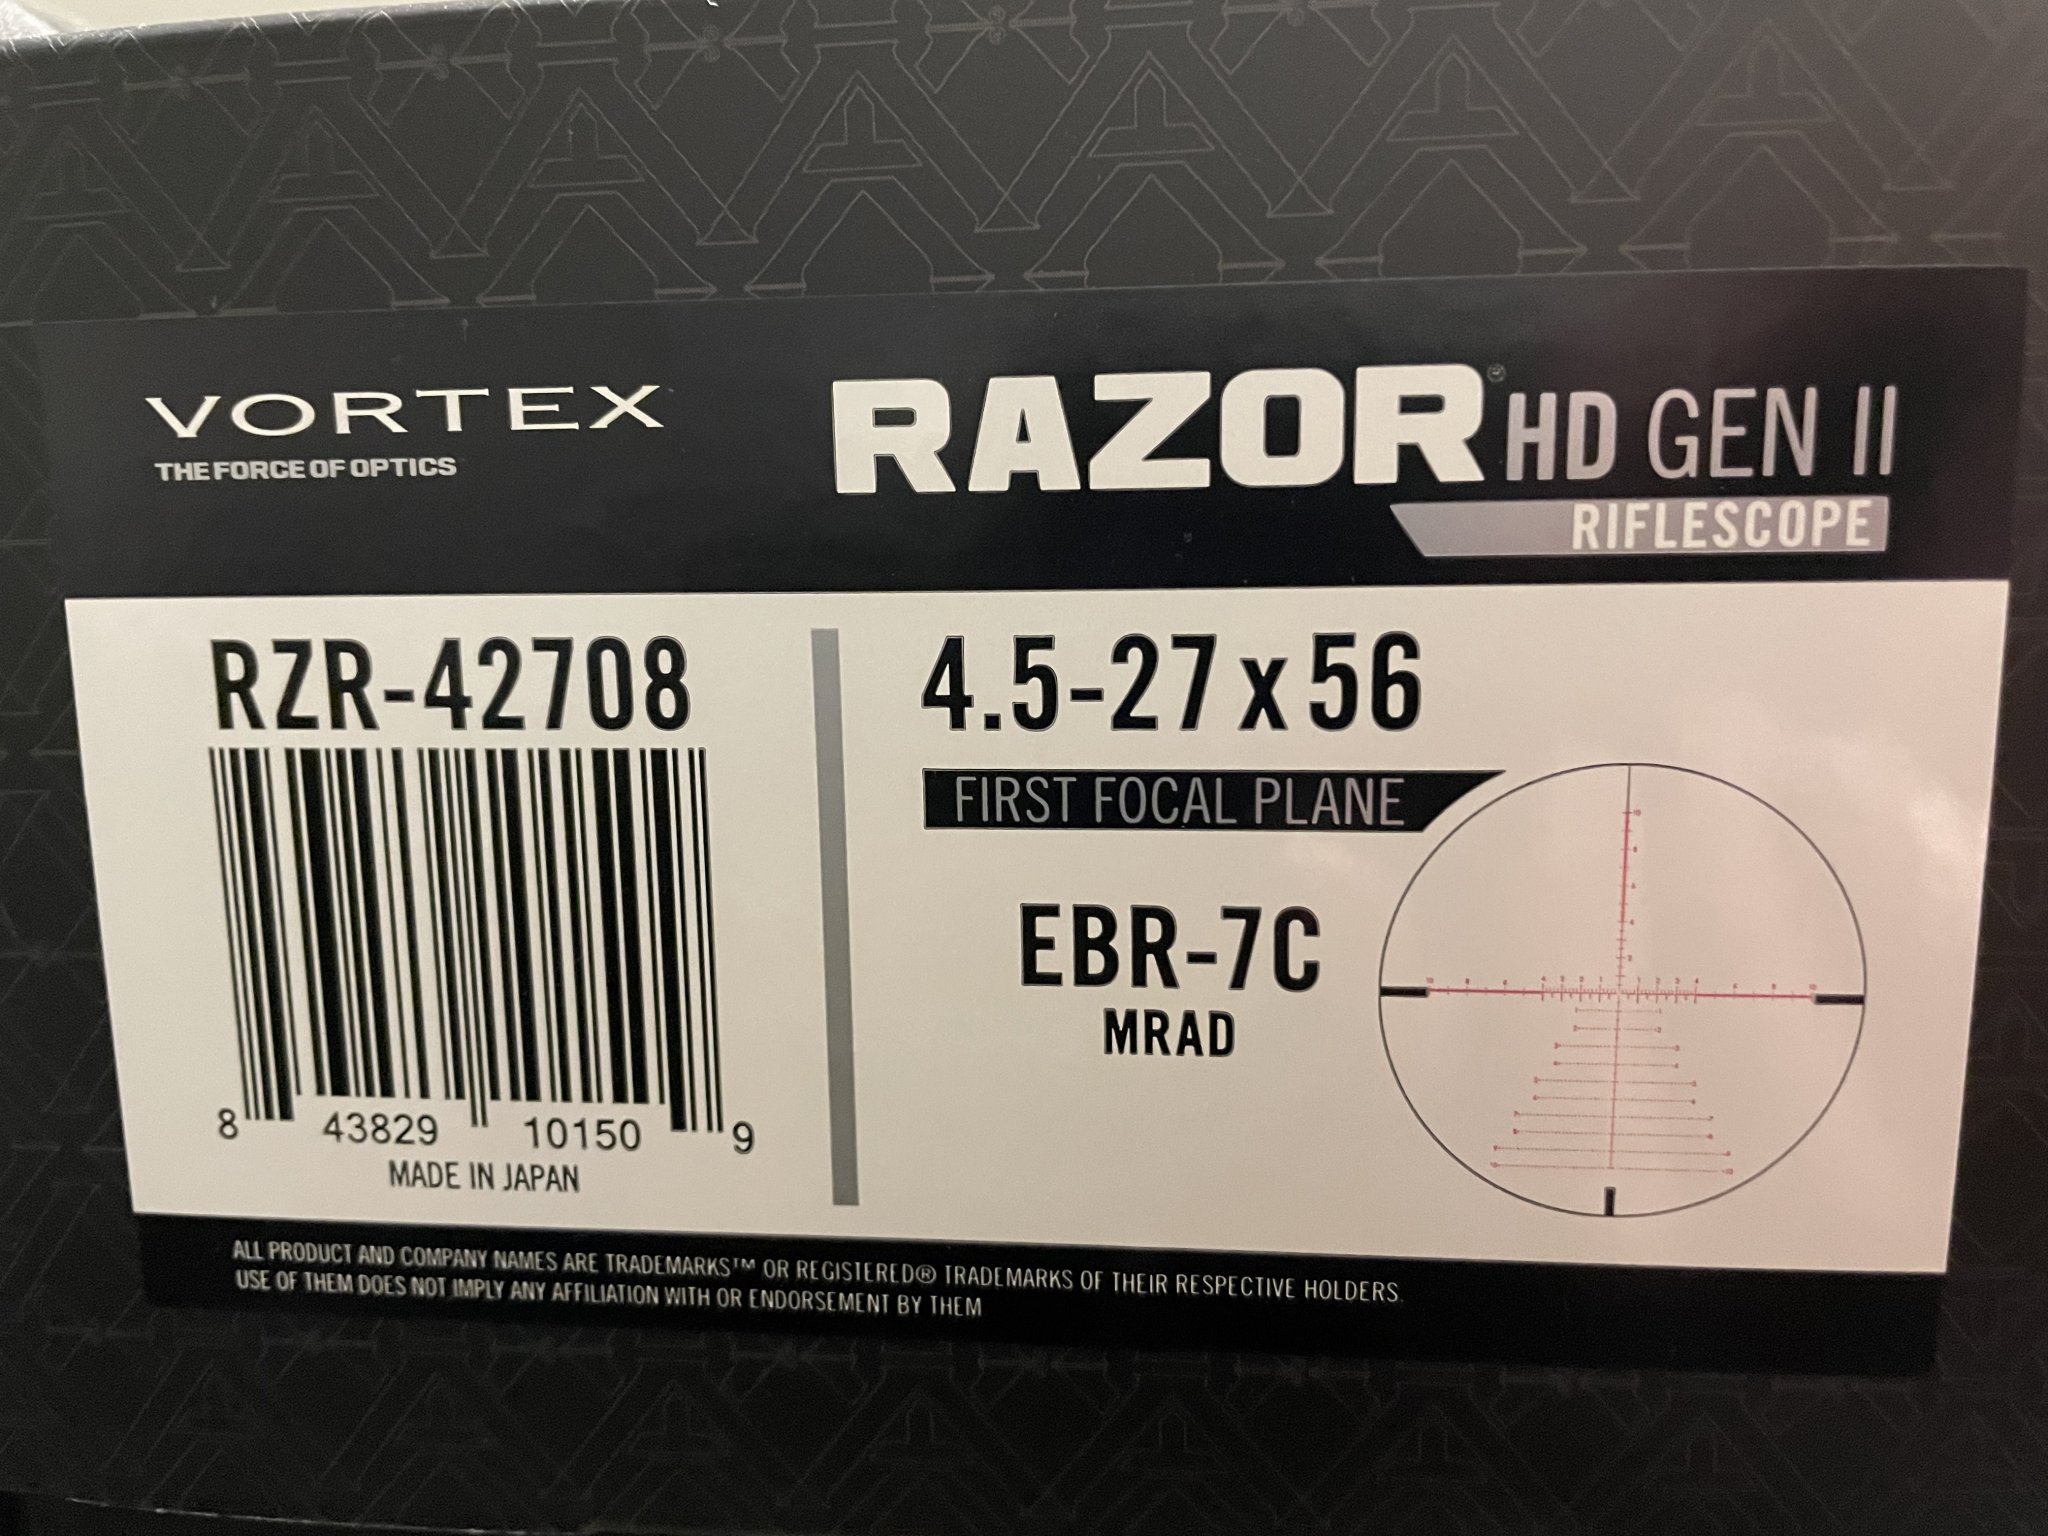 VORTEX
THE FORCE OF OPTICS
RAZOR® HD GEN II
RIFLESCOPE
RZR-42708
8 43829 10150 9
MADE IN JAPAN
4.5-27 x 56
FIRST FOCAL PLANE
EBR-7C
MRAD
ALL PRODUCT AND COMPANY NAMES ARE TRADEMARKS™ OR REGISTERED® TRADEMARKS OF THEIR RESPECTIVE HOLDERS.
USE OF THEM DOES NOT IMPLY ANY AFFILIATION WITH OR ENDORSEMENT BY THEM